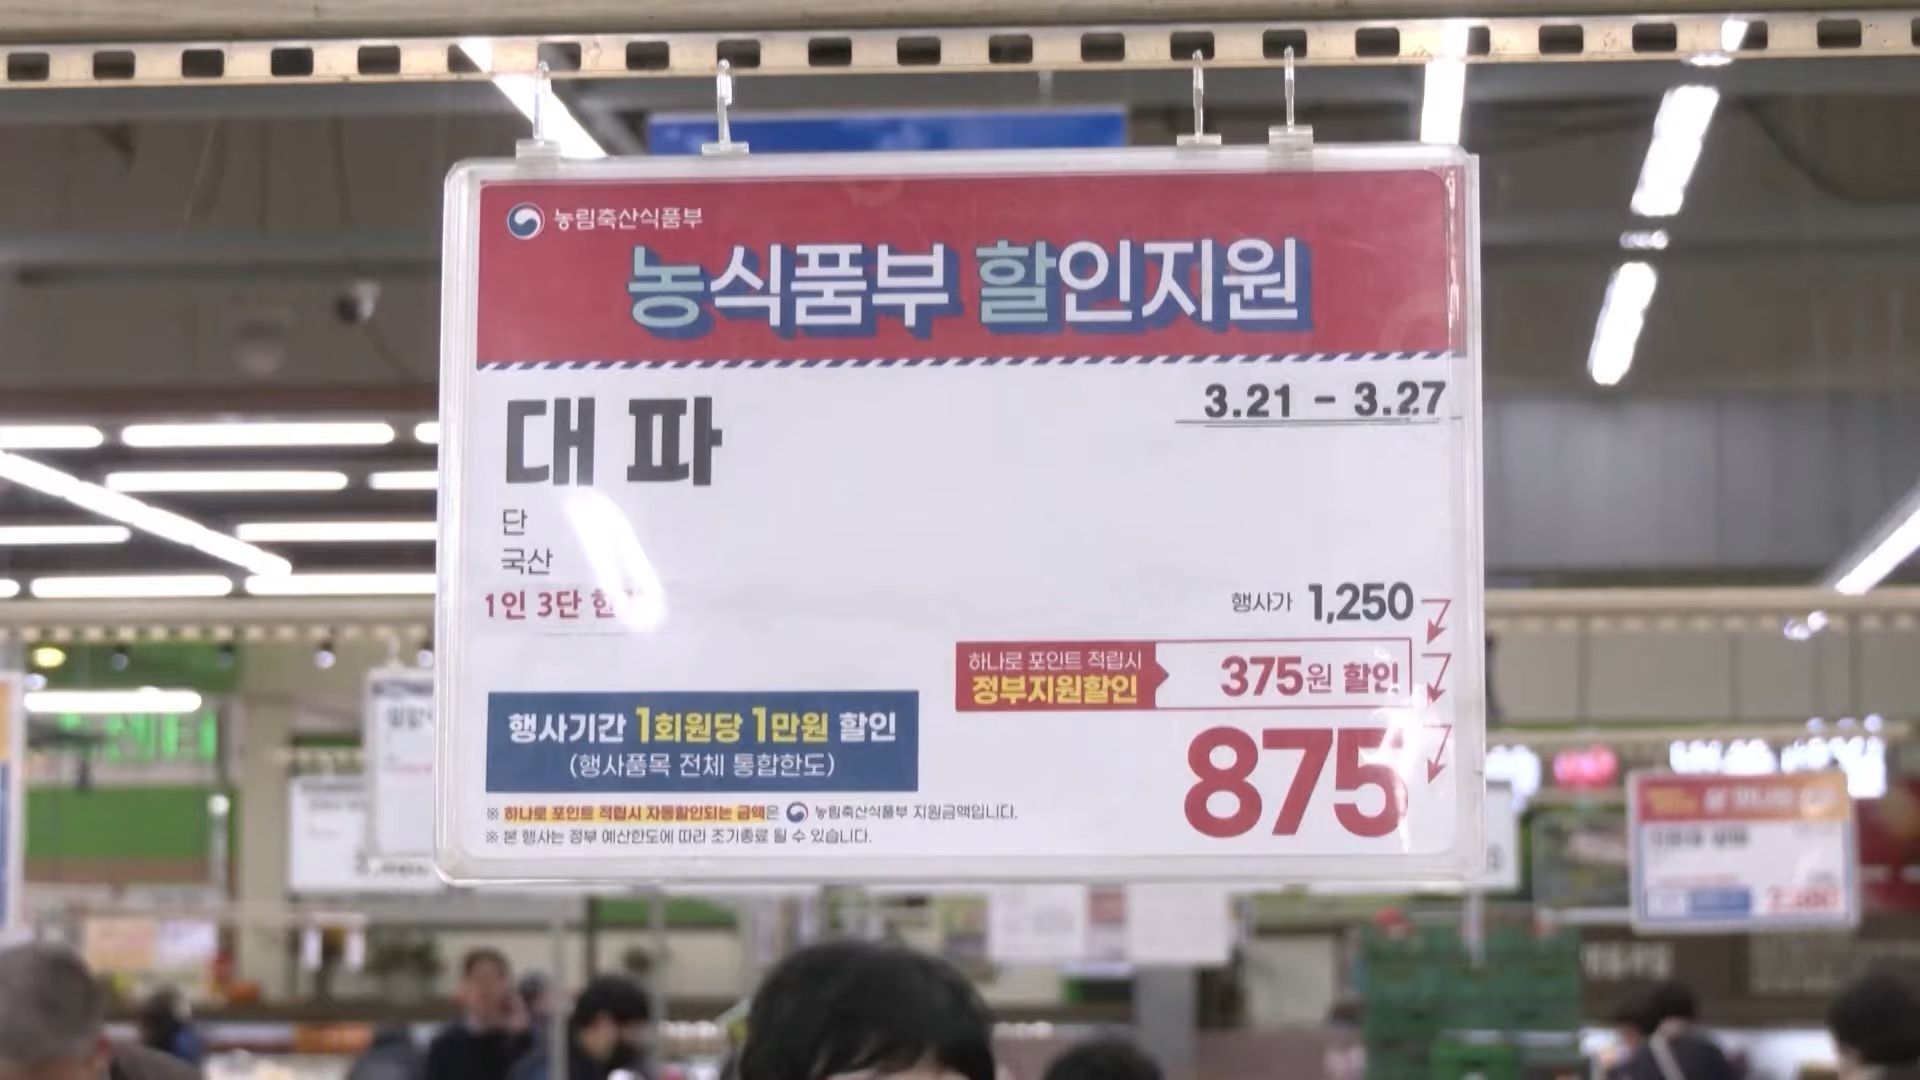 농림축산식품부
농식품부 할인지원
대파
3.21 - 3.27
단
국산
1인 3단
행사가 1,250
하나로 포인트 적립시
정부지원할인
375원 할인
875
행사기간 1회원당 1만원 할인
(행사품목 전체 통합한도)
※ 하나로 포인트 적립시 자동할인되는 금액은 농림축산식품부 지원금액입니다.
※ 본 행사는 정부 예산한도에 따라 조기종료 될 수 있습니다.